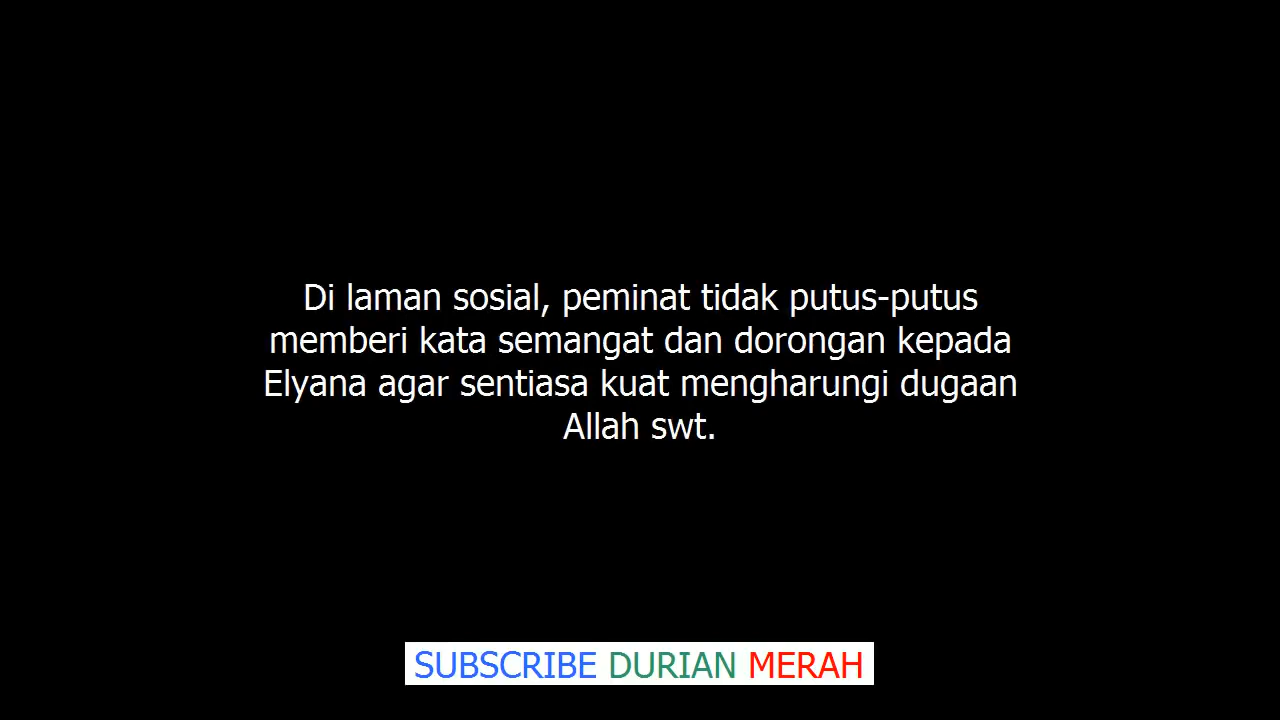 Di laman sosial, peminat tidak putus-putus
memberi kata semangat dan dorongan kepada
Elyana agar sentiasa kuat mengharungi dugaan
Allah swt.
SUBSCRIBE DURIAN MERAH